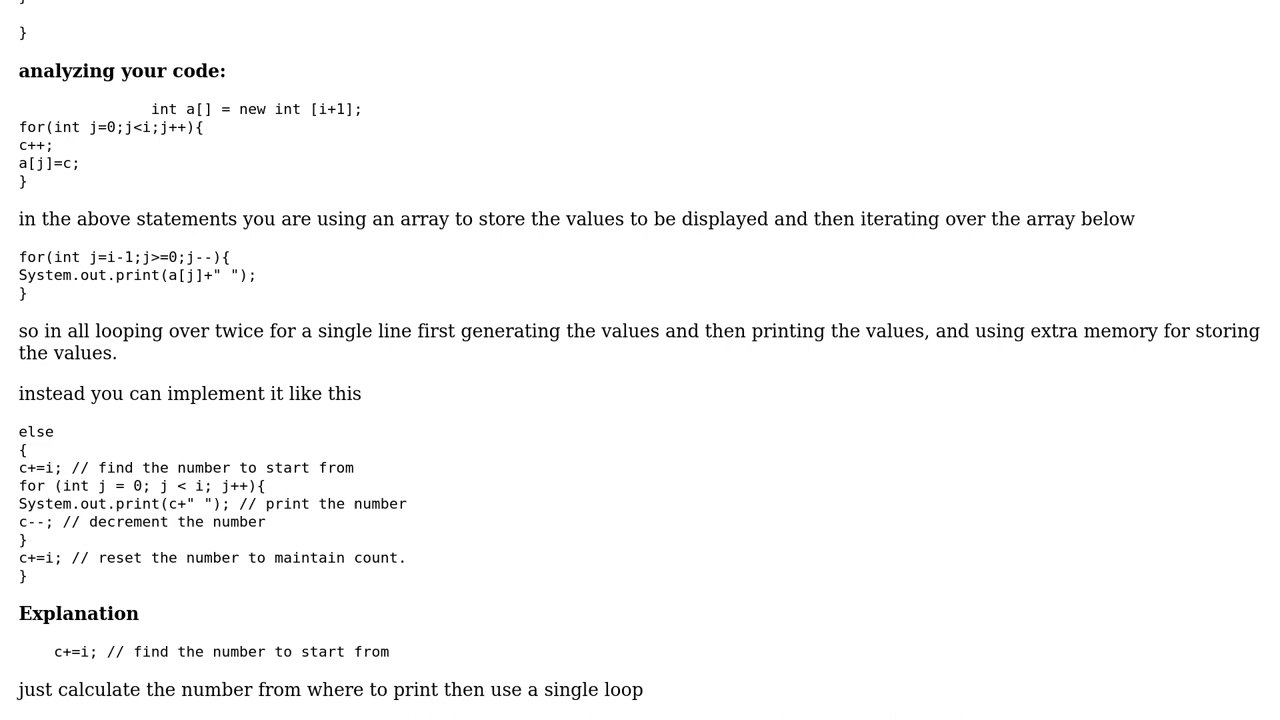 }
}
analyzing your code:
int a[] = new int [i+1];
for(int j=0;j<i;j++){
c++;
a[j]=c;
}
in the above statements you are using an array to store the values to be displayed and then iterating over the array below
for(int j=i-1;j>=0;j--){
System.out.print(a[j]+" ");
}
so in all looping over twice for a single line first generating the values and then printing the values, and using extra memory for storing
the values.
instead you can implement it like this
else
{
c+=i; // find the number to start from
for (int j = 0; j < i; j++){
System.out.print(c+" "); // print the number
c--; // decrement the number
}
c+=i; // reset the number to maintain count.
}
Explanation
c+=i; // find the number to start from
just calculate the number from where to print then use a single loop